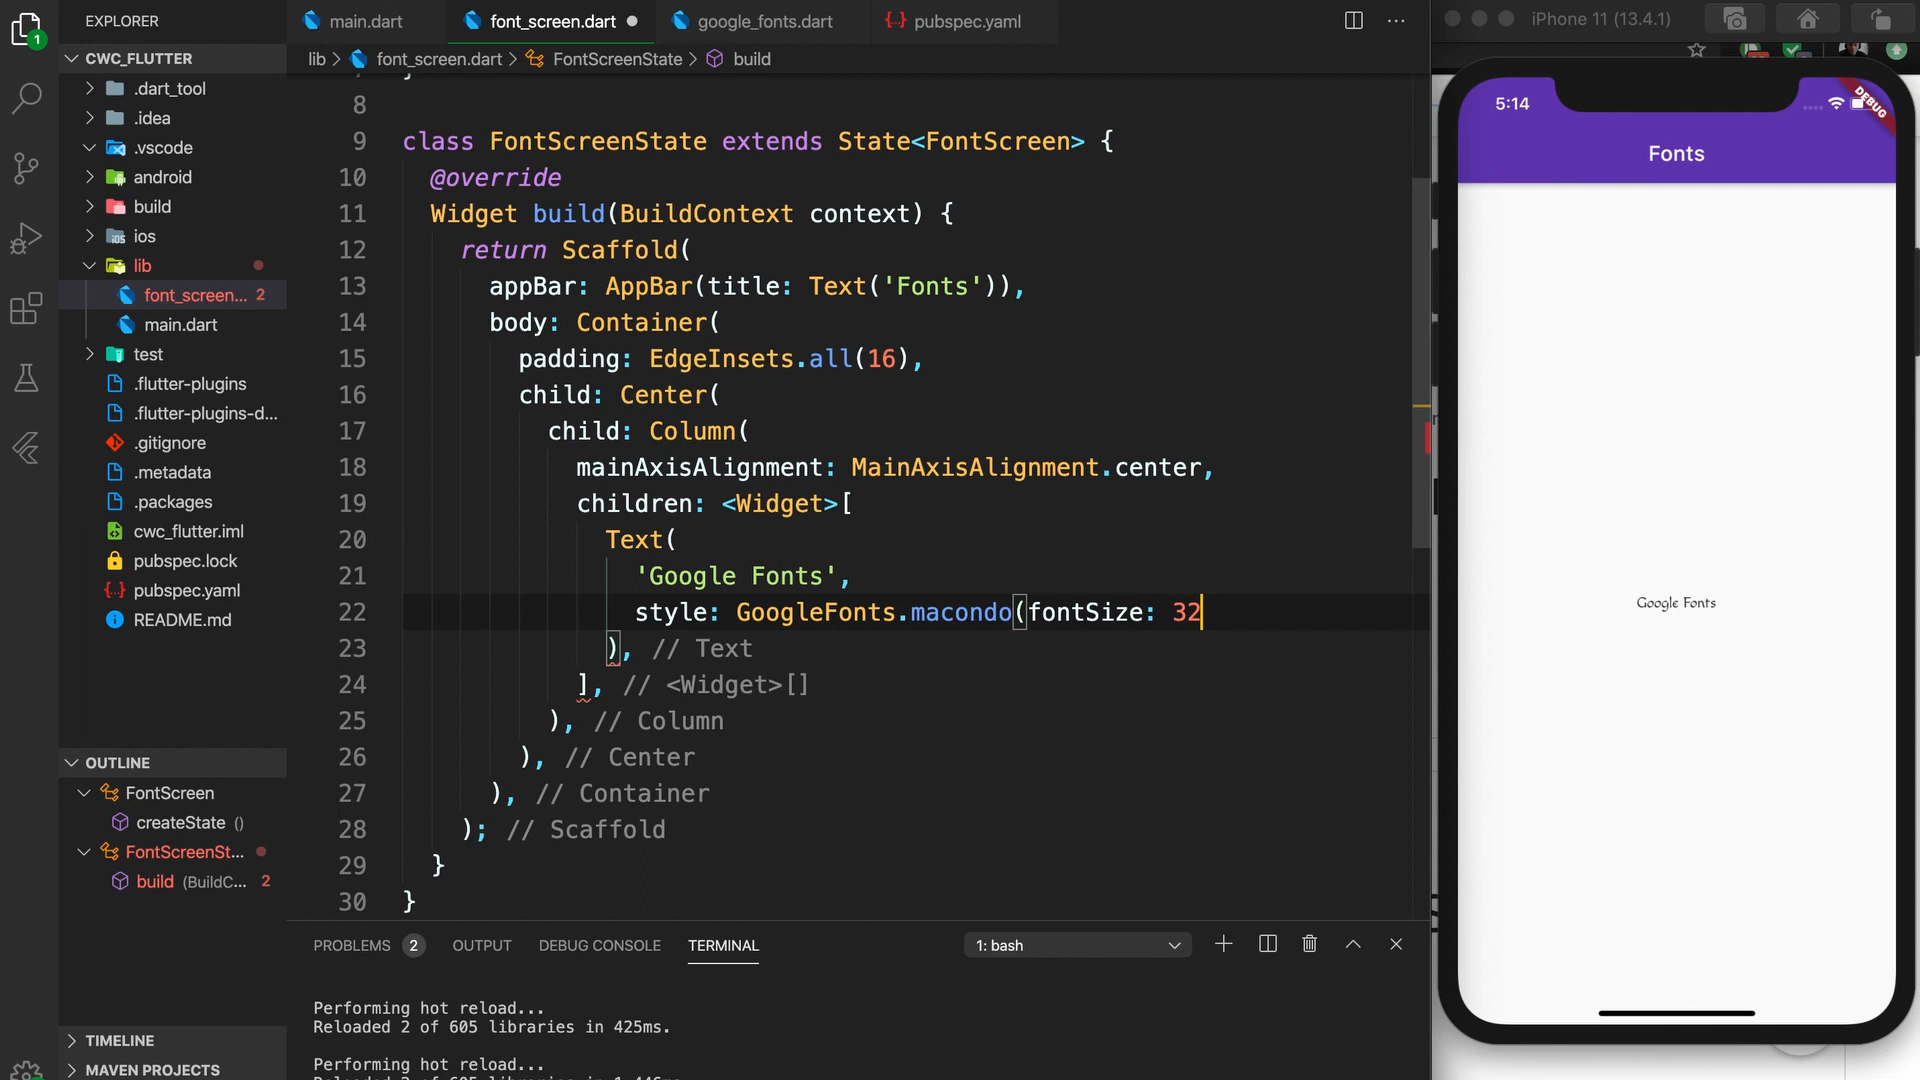 EXPLORER
CWC_FLUTTER
.dart_tool
.idea
.vscode
android
build
ios
lib
font_screen... 2
main.dart
test
.flutter-plugins
.flutter-plugins-d...
.gitignore
.metadata
.packages
cwc_flutter.iml
pubspec.lock
pubspec.yaml
README.md
OUTLINE
FontScreen
createState ()
FontScreenSt...
build (BuildC... 2
TIMELINE
MAVEN PROJECTS
1
main.dart
font_screen.dart
google_fonts.dart
pubspec.yaml
lib > font_screen.dart > FontScreenState > build
8
9 class FontScreenState extends State<FontScreen> {
10 @override
11 Widget build(BuildContext context) {
12 return Scaffold(
13 appBar: AppBar(title: Text('Fonts')),
14 body: Container(
15 padding: EdgeInsets.all(16),
16 child: Center(
17 child: Column(
18 mainAxisAlignment: MainAxisAlignment.center,
19 children: <Widget>[
20 Text(
21 'Google Fonts',
22 style: GoogleFonts.macondo(fontSize: 32
23 ), // Text
24 ], // <Widget>[]
25 ), // Column
26 ), // Center
27 ), // Container
28 ); // Scaffold
29 }
30 }
PROBLEMS 2 OUTPUT DEBUG CONSOLE TERMINAL
1: bash
Performing hot reload...
Reloaded 2 of 605 libraries in 425ms.
Performing hot reload...
iPhone 11 (13.4.1)
5:14
DEBUG
Fonts
Google Fonts